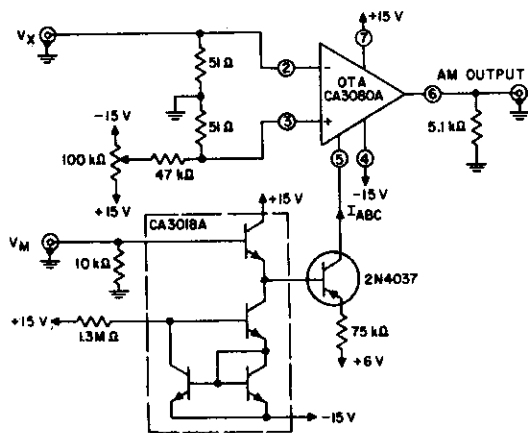 +15 V
VX
7
51 Ω
2
-
OTA
CA3080A
6
AM OUTPUT
51 Ω
3
+
5
4
5.1 kΩ
-15 V
100 kΩ
47 kΩ
+15 V
-15 V
IABC
CA3018A
+15 V
VM
10 kΩ
2N4037
+15 V
1.3M Ω
75 kΩ
+6 V
-15 V